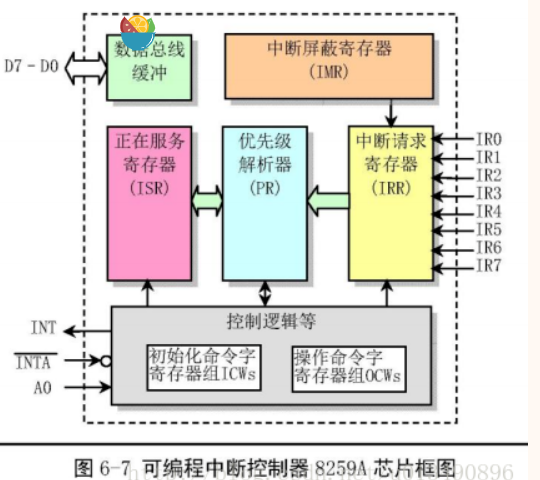 数据总线
缓冲
中断屏蔽寄存器
(IMR)
D7-D0
正在服务
寄存器
(ISR)
优先级
解析器
(PR)
中断请求
寄存器
(IRR)
IR0
IR1
IR2
IR3
IR4
IR5
IR6
IR7
控制逻辑等
INT
INTA
A0
初始化命令字
寄存器组ICWs
操作命令字
寄存器组OCWs
图 6-7 可编程中断控制器 8259A 芯片框图